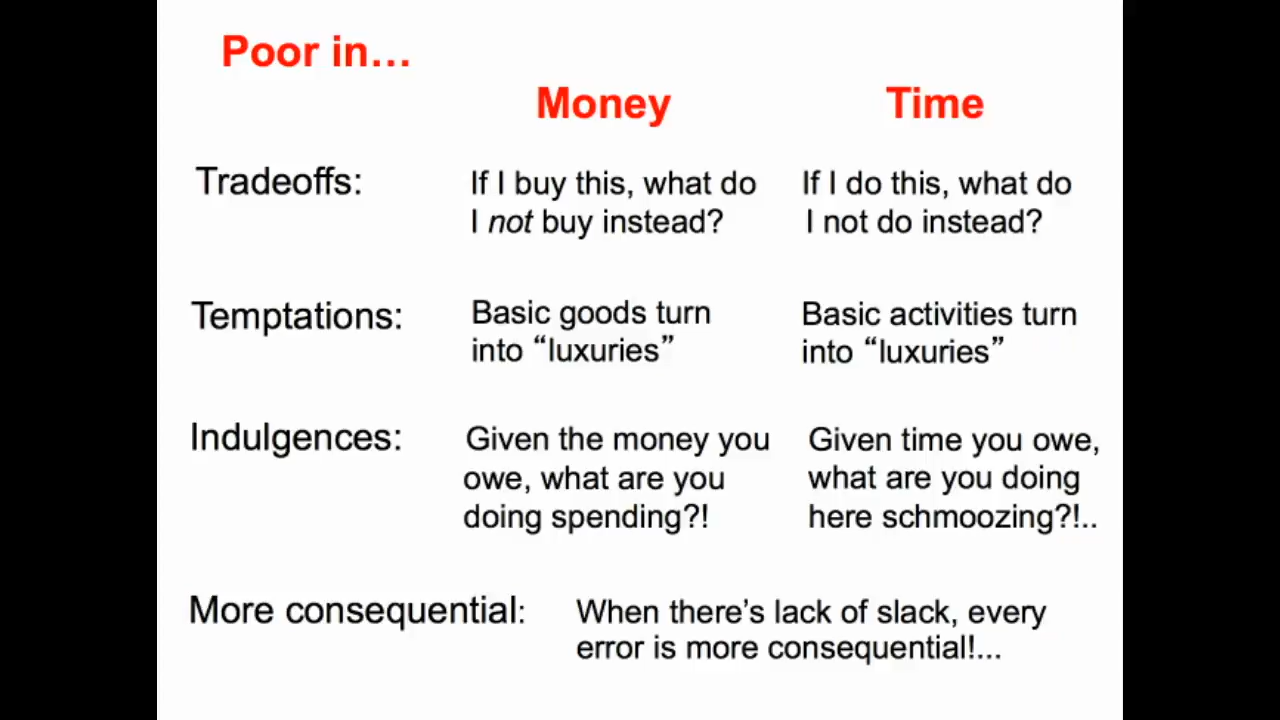 Poor in…
Money
Time
Tradeoffs:
If I buy this, what do
I not buy instead?
If I do this, what do
I not do instead?
Temptations:
Basic goods turn
into “luxuries”
Basic activities turn
into “luxuries”
Indulgences:
Given the money you
owe, what are you
doing spending?!
Given time you owe,
what are you doing
here schmoozing?!..
More consequential:
When there’s lack of slack, every
error is more consequential!...